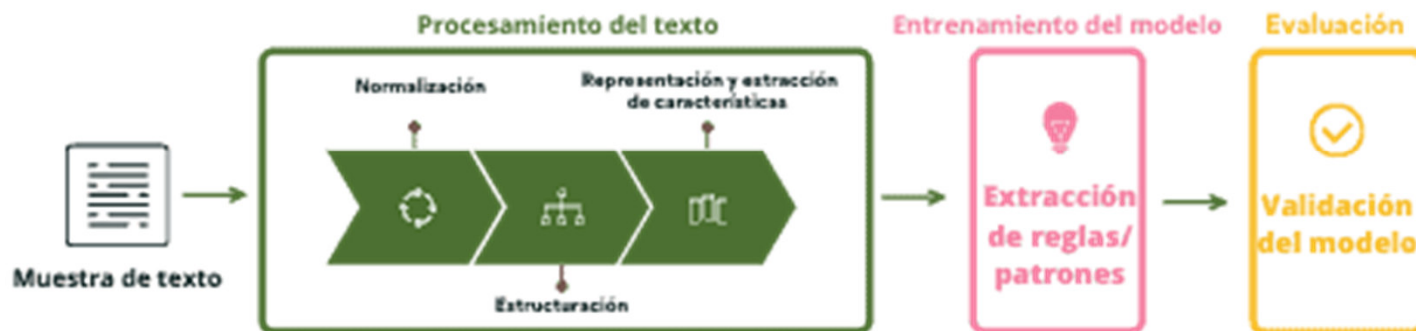 Procesamiento del texto
Entrenamiento del modelo
Evaluación
Normalización
Representación y extracción
de características
Muestra de texto
Estructuración
Extracción
de reglas/
patrones
Validación
del modelo